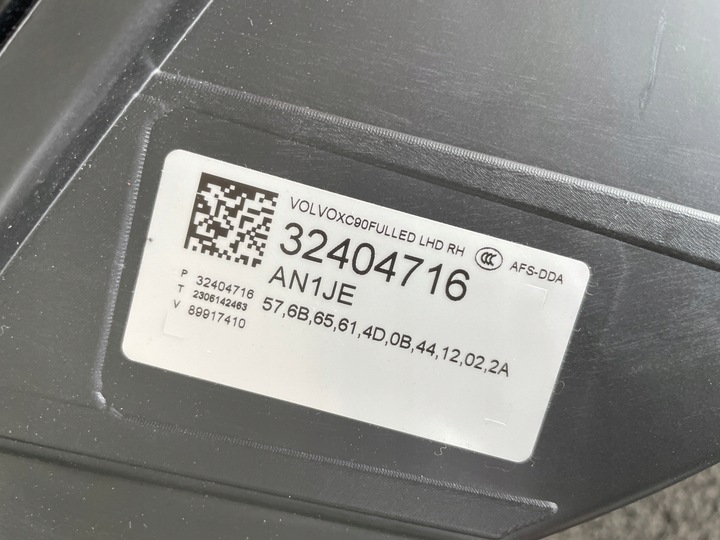 VOLVOXC90FULLED LHD RH CCC AFS-DDA
32404716
AN1JE
57,6B,65,61,4D,0B,44,12,02,2A
P 32404716
T 2306142463
V 89917410